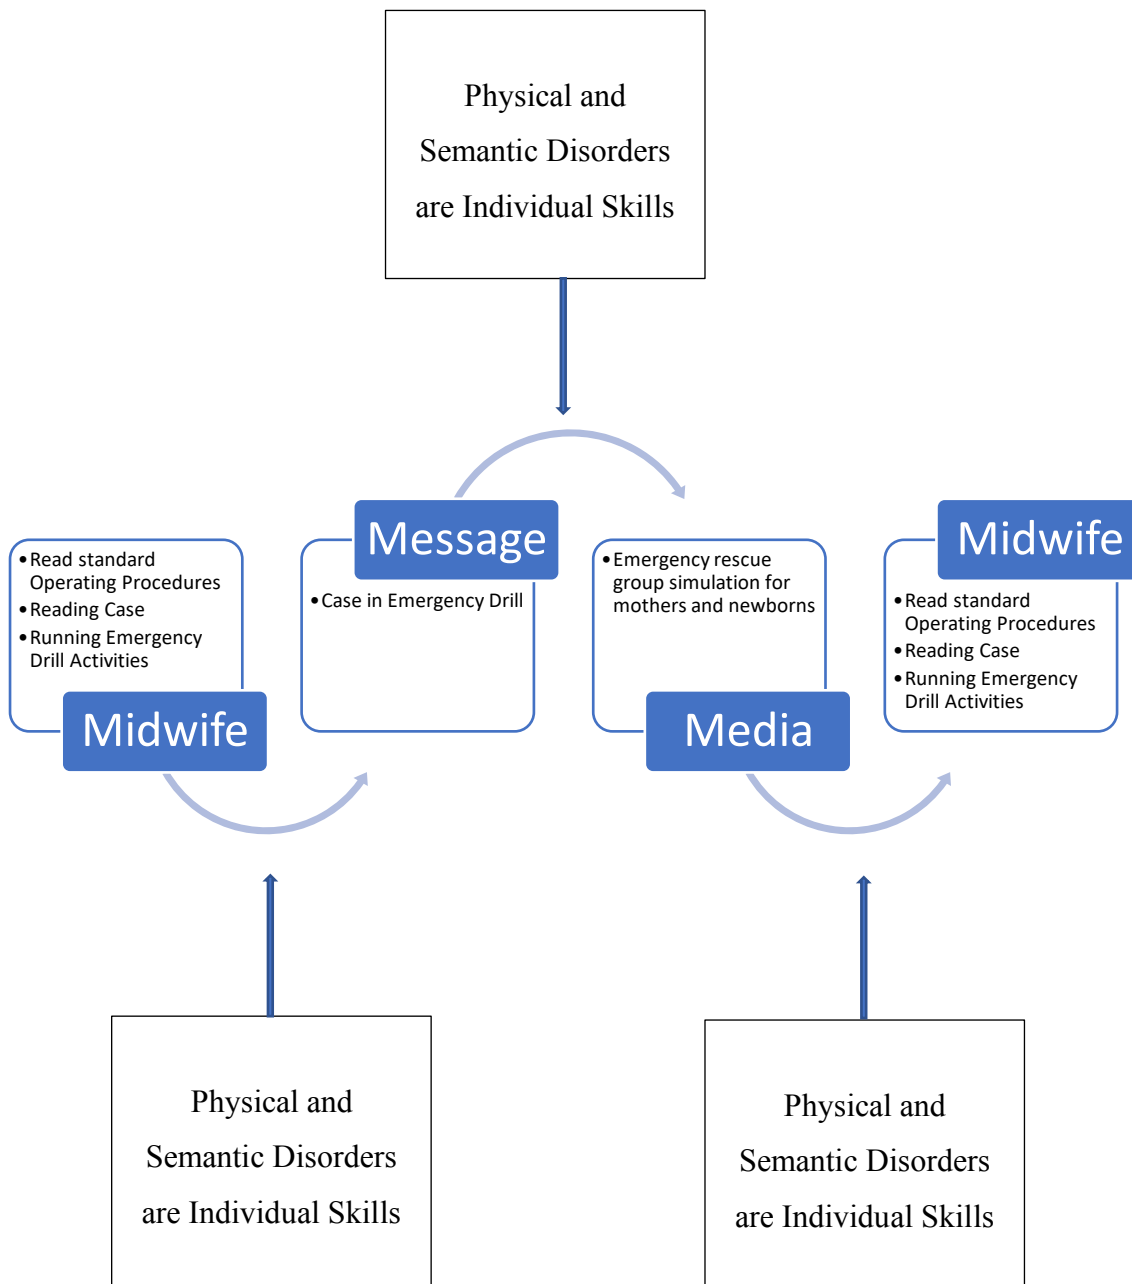 Physical and
Semantic Disorders
are Individual Skills
•Read standard
Operating Procedures
•Reading Case
•Running Emergency
Drill Activities
Midwife
Message
•Case in Emergency Drill
•Emergency rescue
group simulation for
mothers and newborns
Media
Midwife
•Read standard
Operating Procedures
•Reading Case
•Running Emergency
Drill Activities
Physical and
Semantic Disorders
are Individual Skills
Physical and
Semantic Disorders
are Individual Skills